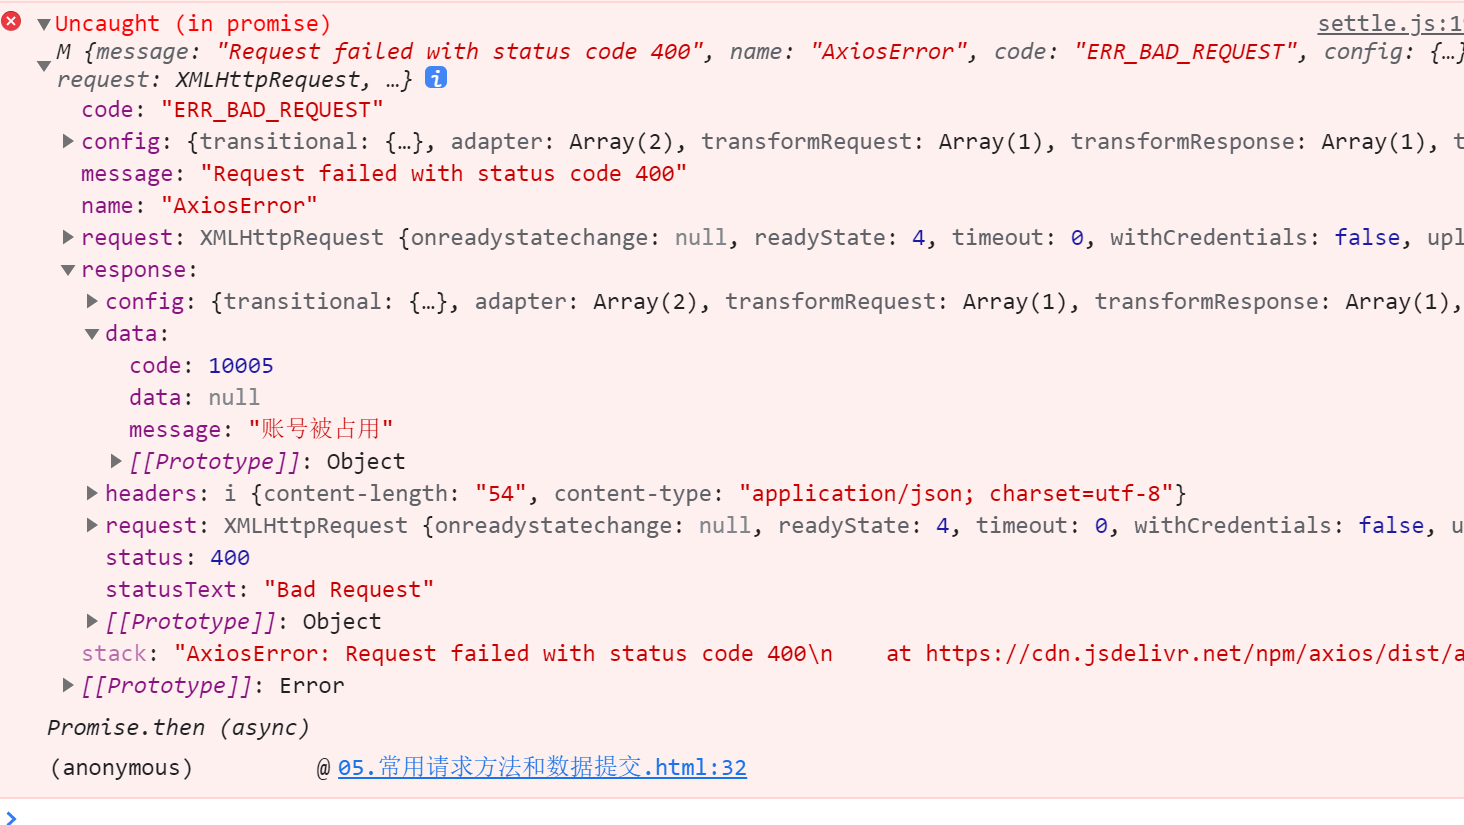 Uncaught (in promise) settle.js:1
M {message: "Request failed with status code 400", name: "AxiosError", code: "ERR_BAD_REQUEST", config: {…}
request: XMLHttpRequest, …} i
code: "ERR_BAD_REQUEST"
config: {transitional: {…}, adapter: Array(2), transformRequest: Array(1), transformResponse: Array(1), t
message: "Request failed with status code 400"
name: "AxiosError"
request: XMLHttpRequest {onreadystatechange: null, readyState: 4, timeout: 0, withCredentials: false, upl
response:
config: {transitional: {…}, adapter: Array(2), transformRequest: Array(1), transformResponse: Array(1),
data:
code: 10005
data: null
message: "账号被占用"
[[Prototype]]: Object
headers: i {content-length: "54", content-type: "application/json; charset=utf-8"}
request: XMLHttpRequest {onreadystatechange: null, readyState: 4, timeout: 0, withCredentials: false, u
status: 400
statusText: "Bad Request"
[[Prototype]]: Object
stack: "AxiosError: Request failed with status code 400\n    at https://cdn.jsdelivr.net/npm/axios/dist/a
[[Prototype]]: Error
Promise.then (async)
(anonymous) @ 05.常用请求方法和数据提交.html:32